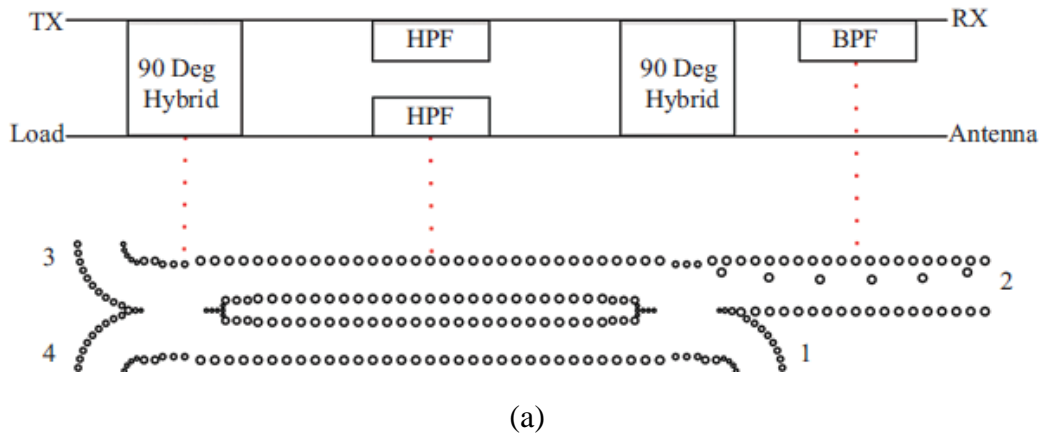 TX HPF BPF RX
90 Deg
Hybrid
90 Deg
Hybrid
Load HPF Antenna
3
2
4 1
(a)